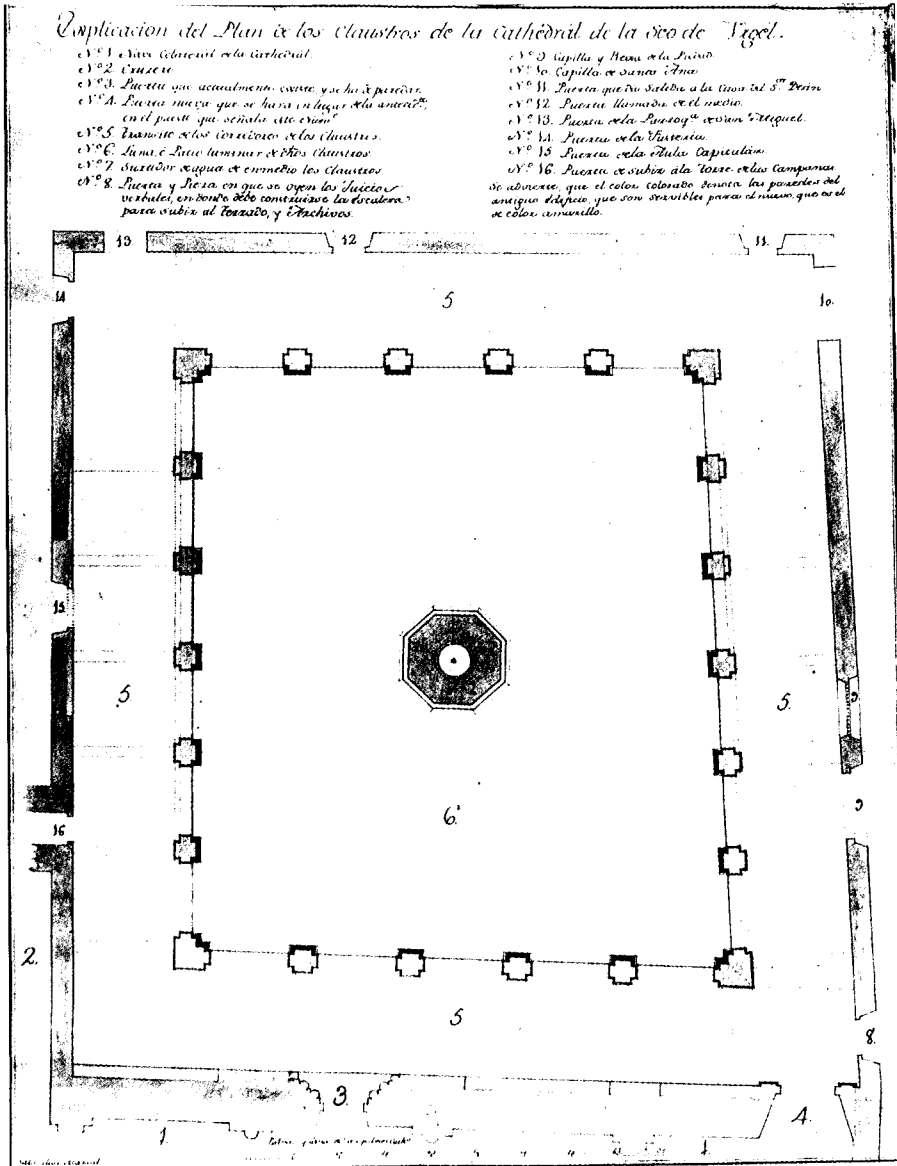 Explicacion del Plan de los Claustros de la Cathedral de la Seo de Urgel.
Nº 1 Nave Colateral de la Cathedral.
Nº 2. Cruzero
Nº 3. Puerta que actualmente existe, y se ha de paredar.
Nº 4. Puerta nueva que se hara en lugar de la antecedte
en el puesto que señala este Numº
Nº 5. Transito de los Corredores de los Claustros.
Nº 6. Luna, o Patio luminar de dhos Claustros.
Nº 7. Surtidor de agua de enmedio los Claustros
Nº 8. Puerta y Pieza en que se oyen los Juicios
verbales, en donde debe construirse la escalera
para subir al Terrado, y Archivos.
Nº 9 Capilla y Rexa de la Piedad.
Nº 10. Capilla de Santa Ana.
Nº 11. Puerta que da Salida a la Casa del Sor Dean
Nº 12 Puerta llamada de el medio.
Nº 13. Puerta de la Parroqa de San Miguel.
Nº 14. Puerta de la
Nº 15 Puerta de la Aula Capitular.
Nº 16. Puerta de subir a la Torre de las Campanas
Se advierte, que el color colorado denota las paredes del
antiguo edificio, que son servibles para el nuevo, que es el
de color amarillo.
13. 12 11.
14 5 10.
15 5 5. 9
6 9
16
2. 5 8.
3. 4.
1.